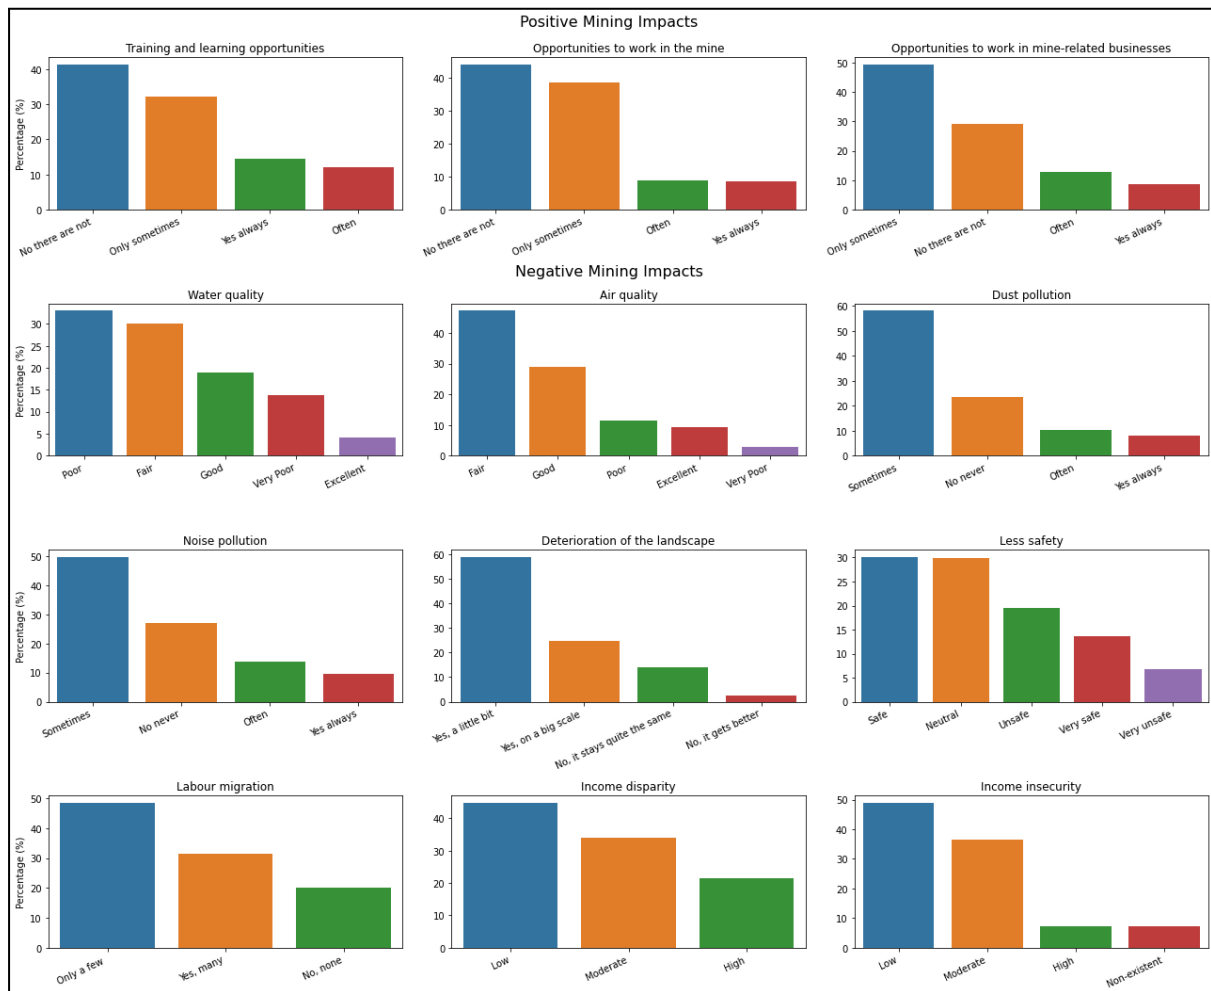 Positive Mining Impacts
Training and learning opportunities
Opportunities to work in the mine
Opportunities to work in mine-related businesses
Percentage (%)
40
30
20
10
0
No there are not
Only sometimes
Yes always
Often
40
30
20
10
0
No there are not
Only sometimes
Often
Yes always
50
40
30
20
10
0
Only sometimes
No there are not
Often
Yes always
Negative Mining Impacts
Water quality
Air quality
Dust pollution
Percentage (%)
30
25
20
15
10
5
0
Poor
Fair
Good
Very Poor
Excellent
40
30
20
10
0
Fair
Good
Poor
Excellent
Very Poor
60
50
40
30
20
10
0
Sometimes
No never
Often
Yes always
Noise pollution
Deterioration of the landscape
Less safety
Percentage (%)
50
40
30
20
10
0
Sometimes
No never
Often
Yes always
60
50
40
30
20
10
0
Yes, a little bit
Yes, on a big scale
No, it stays quite the same
No, it gets better
30
25
20
15
10
5
0
Safe
Neutral
Unsafe
Very safe
Very unsafe
Labour migration
Income disparity
Income insecurity
Percentage (%)
50
40
30
20
10
0
Only a few
Yes, many
No, none
40
30
20
10
0
Low
Moderate
High
50
40
30
20
10
0
Low
Moderate
High
Non-existent